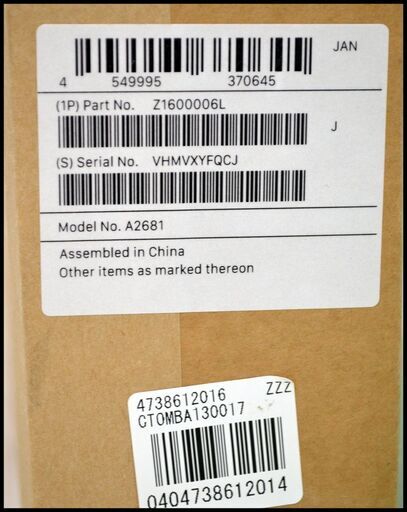 JAN
4 549995 370645
(1P) Part No. Z1600006L
J
(S) Serial No. VHMVXYFQCJ
Model No. A2681
Assembled in China
Other items as marked thereon
4738612016 ZZZ
CTOMBA130017
0404738612014